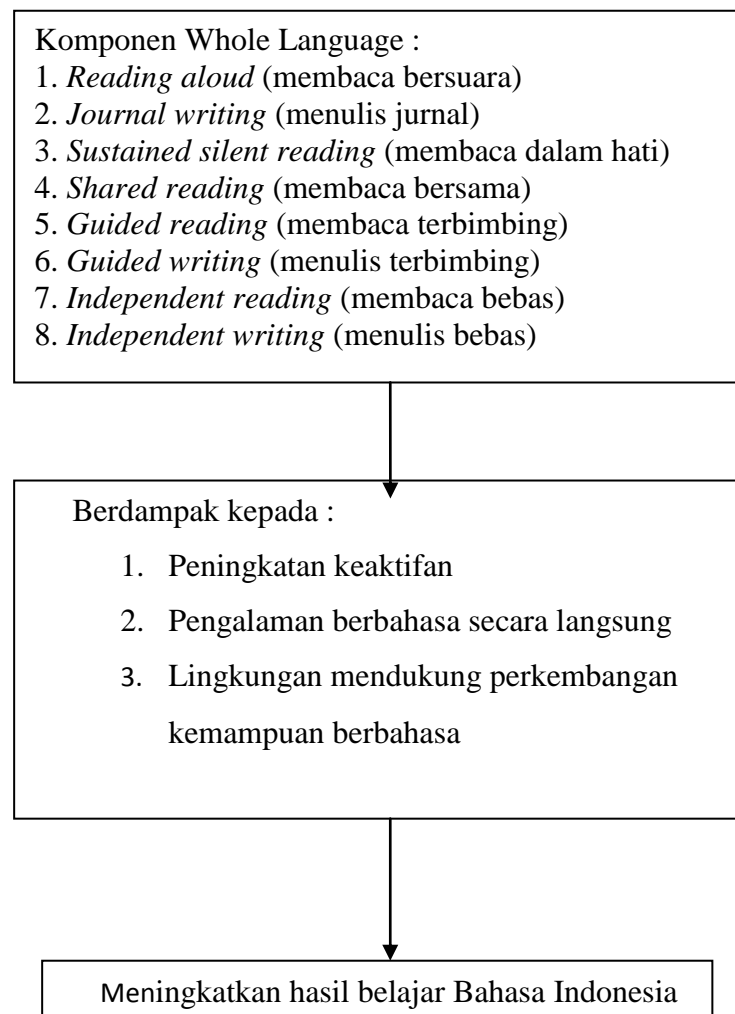 Komponen Whole Language :
1. Reading aloud (membaca bersuara)
2. Journal writing (menulis jurnal)
3. Sustained silent reading (membaca dalam hati)
4. Shared reading (membaca bersama)
5. Guided reading (membaca terbimbing)
6. Guided writing (menulis terbimbing)
7. Independent reading (membaca bebas)
8. Independent writing (menulis bebas)
Berdampak kepada :
1. Peningkatan keaktifan
2. Pengalaman berbahasa secara langsung
3. Lingkungan mendukung perkembangan
kemampuan berbahasa
Meningkatkan hasil belajar Bahasa Indonesia